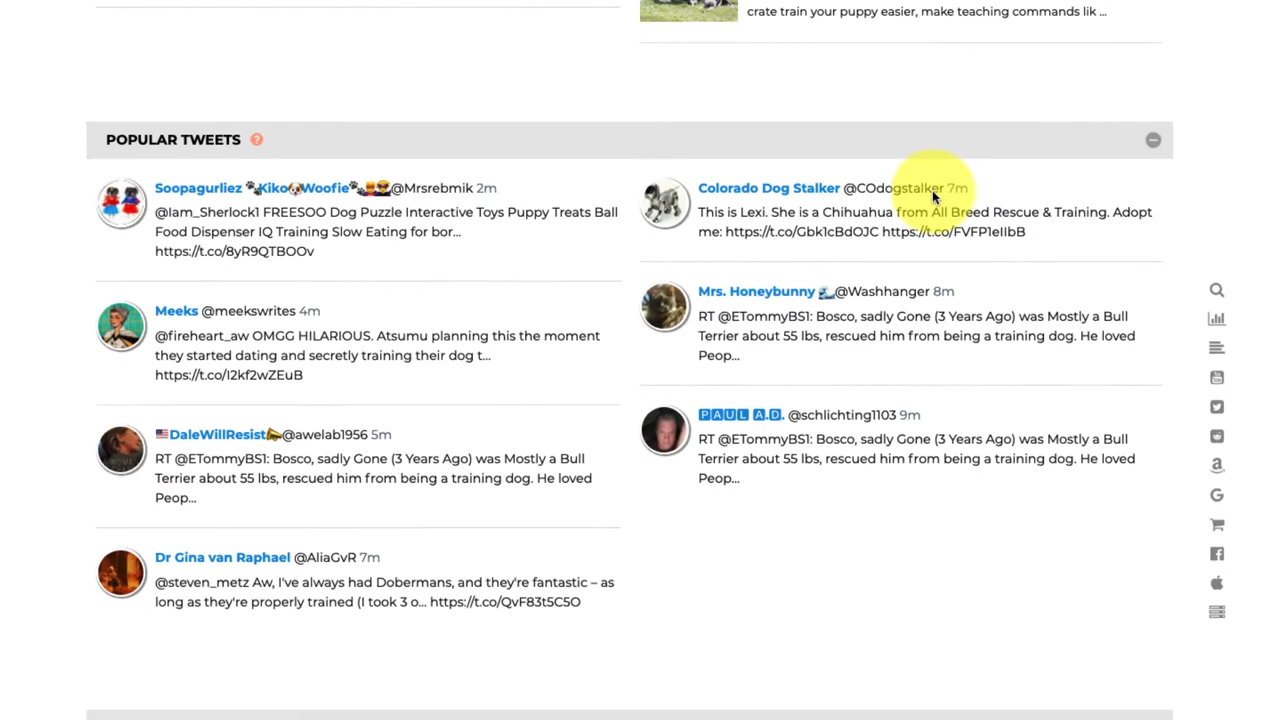 crate train your puppy easier, make teaching commands lik ...
POPULAR TWEETS ?
Soopagurliez 🐾Kiko🐶Woofie🐾 @Mrsrebmik 2m
@Iam_Sherlock1 FREESOO Dog Puzzle Interactive Toys Puppy Treats Ball
Food Dispenser IQ Training Slow Eating for bor...
https://t.co/8yR9QTBOOv
Meeks @meekswrites 4m
@fireheart_aw OMGG HILARIOUS. Atsumu planning this the moment
they started dating and secretly training their dog t...
https://t.co/I2kf2wZEuB
🇺🇸DaleWillResist📣@awelab1956 5m
RT @ETommyBS1: Bosco, sadly Gone (3 Years Ago) was Mostly a Bull
Terrier about 55 lbs, rescued him from being a training dog. He loved
Peop...
Dr Gina van Raphael @AliaGvR 7m
@steven_metz Aw, I've always had Dobermans, and they're fantastic – as
long as they're properly trained (I took 3 o... https://t.co/QvF83t5C5O
Colorado Dog Stalker @COdogstalker 7m
This is Lexi. She is a Chihuahua from All Breed Rescue & Training. Adopt
me: https://t.co/Gbk1cBdOJC https://t.co/FVFP1eIIbB
Mrs. Honeybunny 🌊@Washhanger 8m
RT @ETommyBS1: Bosco, sadly Gone (3 Years Ago) was Mostly a Bull
Terrier about 55 lbs, rescued him from being a training dog. He loved
Peop...
🅿🅰🆄🅻 🅰.🅳. @schlichting1103 9m
RT @ETommyBS1: Bosco, sadly Gone (3 Years Ago) was Mostly a Bull
Terrier about 55 lbs, rescued him from being a training dog. He loved
Peop...